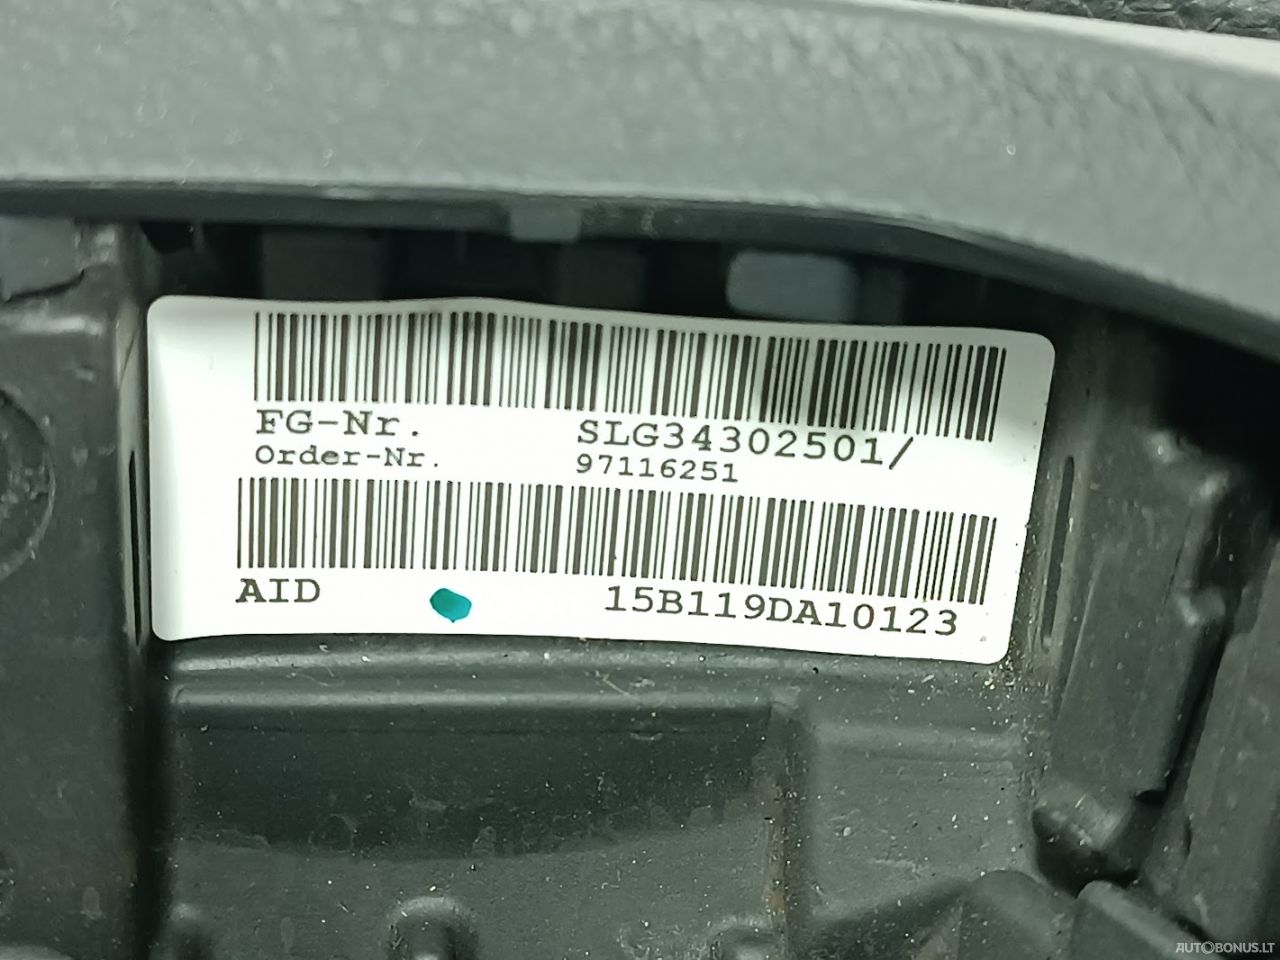 FG-Nr. SLG34302501/
Order-Nr. 97116251
AID 15B119DA10123
AUTOBONUS.LT